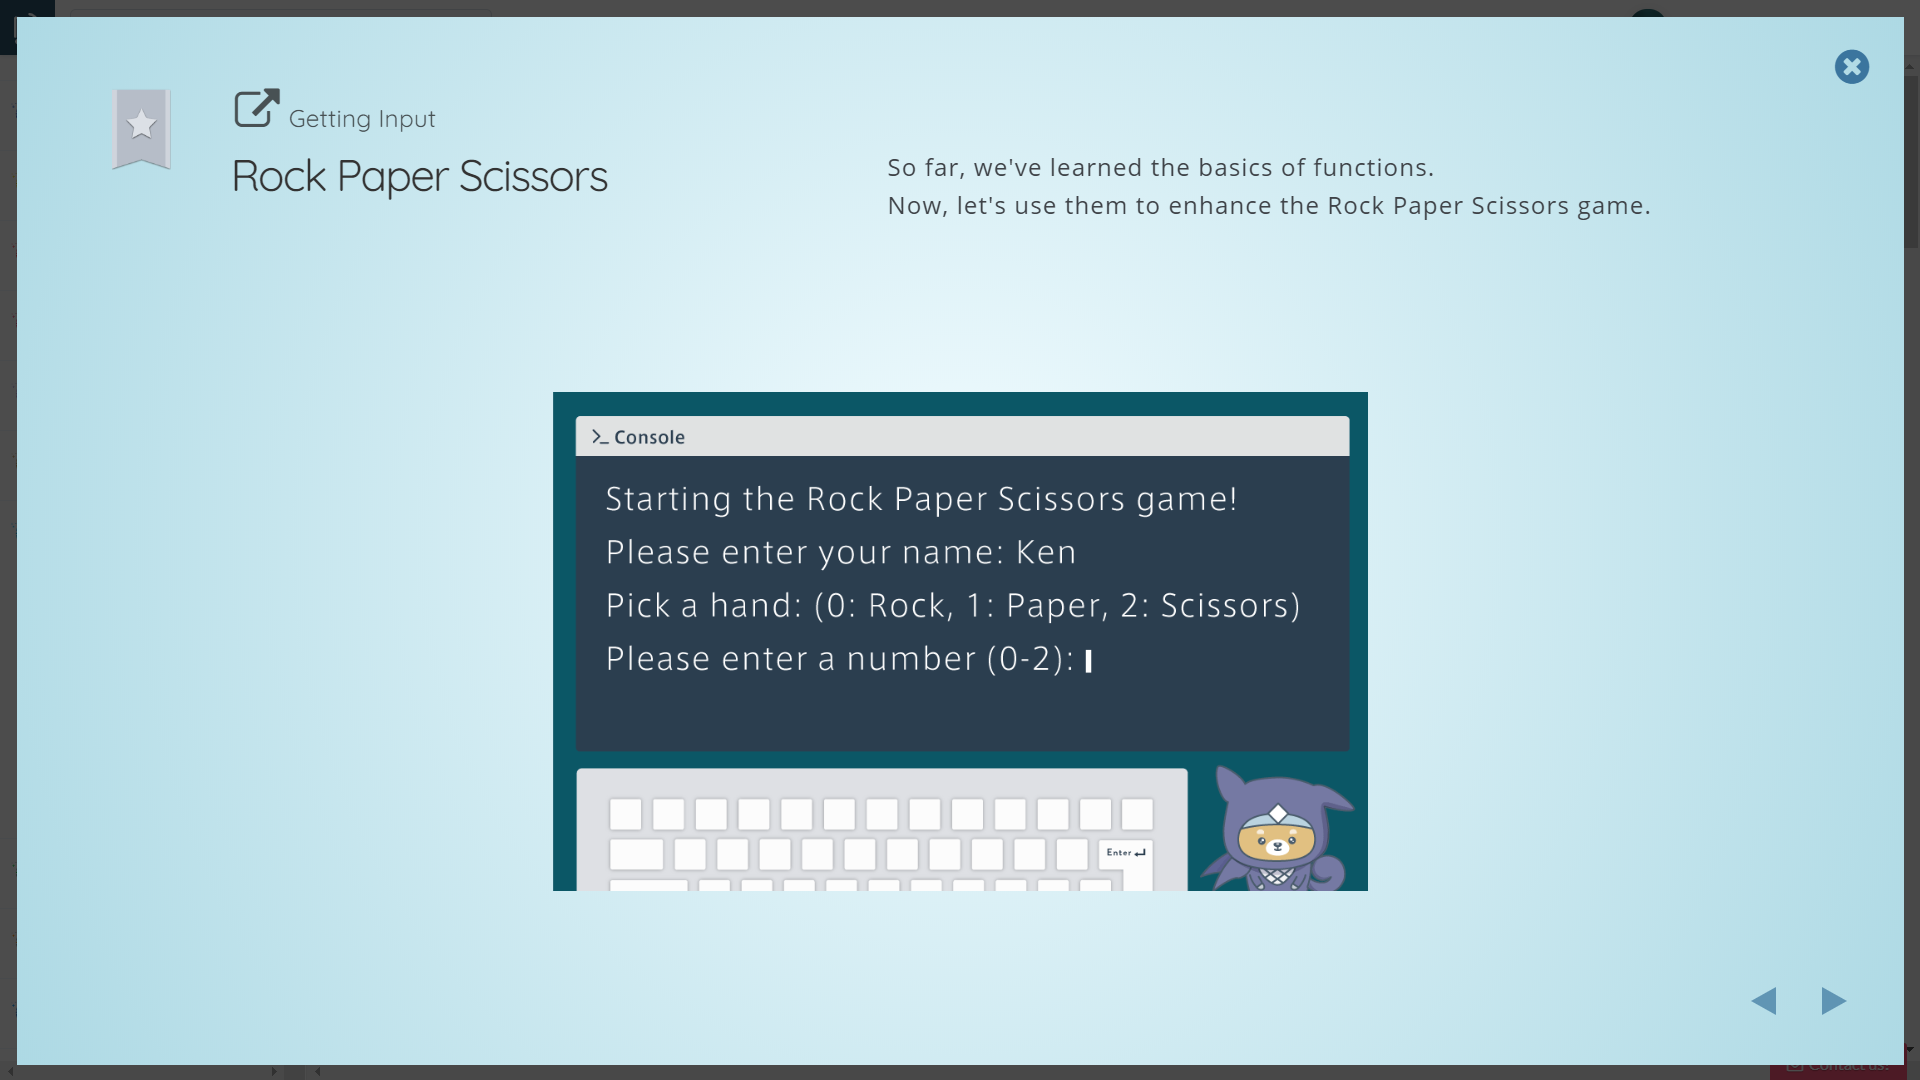 Getting Input
Rock Paper Scissors
So far, we've learned the basics of functions.
Now, let's use them to enhance the Rock Paper Scissors game.
>_ Console
Starting the Rock Paper Scissors game!
Please enter your name: Ken
Pick a hand: (0: Rock, 1: Paper, 2: Scissors)
Please enter a number (0-2):
Enter
Contact us!